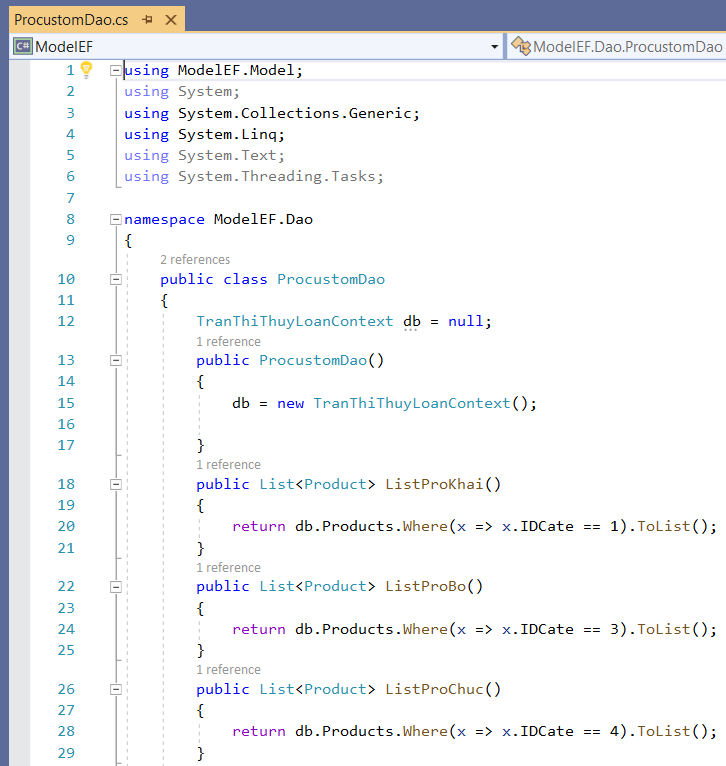 ProcustomDao.cs
C# ModelEF ModelEF.Dao.ProcustomDao
1 using ModelEF.Model;
2 using System;
3 using System.Collections.Generic;
4 using System.Linq;
5 using System.Text;
6 using System.Threading.Tasks;
7
8 namespace ModelEF.Dao
9 {
2 references
10 public class ProcustomDao
11 {
12 TranThiThuyLoanContext db = null;
1 reference
13 public ProcustomDao()
14 {
15 db = new TranThiThuyLoanContext();
16
17 }
1 reference
18 public List<Product> ListProKhai()
19 {
20 return db.Products.Where(x => x.IDCate == 1).ToList();
21 }
1 reference
22 public List<Product> ListProBo()
23 {
24 return db.Products.Where(x => x.IDCate == 3).ToList();
25 }
1 reference
26 public List<Product> ListProChuc()
27 {
28 return db.Products.Where(x => x.IDCate == 4).ToList();
29 }